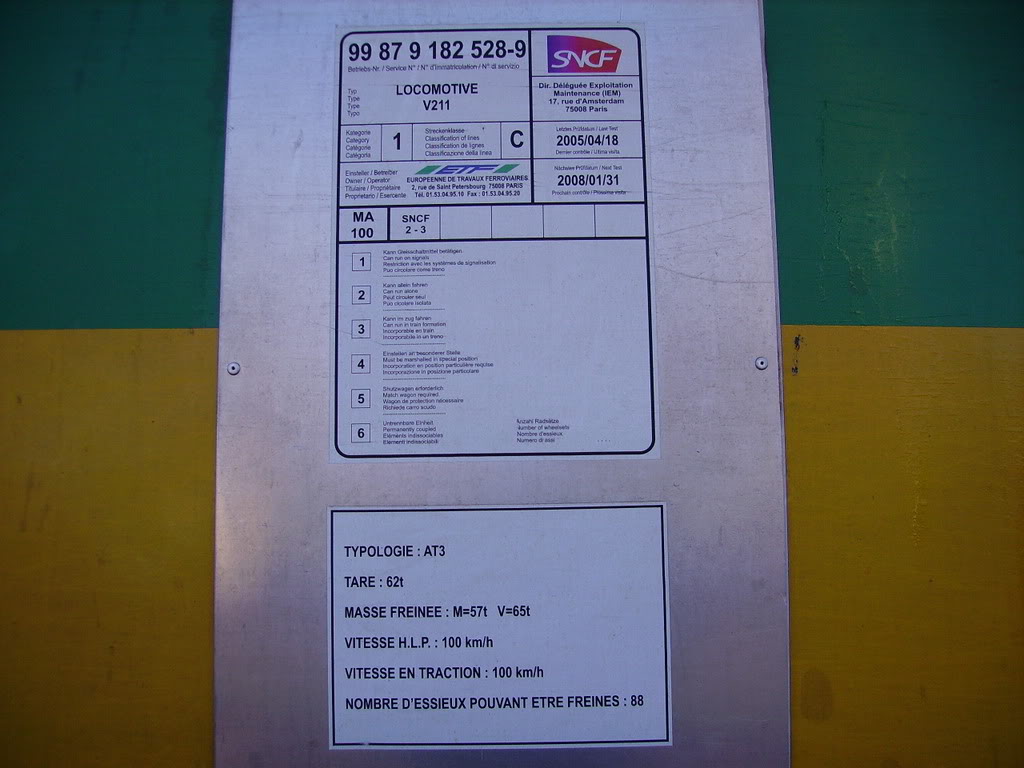 99 87 9 182 528-9
Betriebs-Nr. / Service N° / N° d'Immatriculation / N° di servizio
Typ
Type
Type
Tipo
LOCOMOTIVE
V211
SNCF
Dir. Déléguée Exploitation
Maintenance (IEM)
17, rue d'Amsterdam
75008 Paris
Kategorie
Category
Catégorie
Categoria
1
Streckenklasse
Classification of lines
Classification de lignes
Classificazione della linea
C
Letztes Prüfdatum / Last Test
2005/04/18
Dernier contrôle / Ultima visita
Einsteller / Betreiber
Owner / Operator
Titulaire / Propriétaire
Proprietario / Esercente
ETF
EUROPEENNE DE TRAVAUX FERROVIAIRES
2, rue de Saint Petersbourg 75008 PARIS
Tél. 01.53.04.95.10 Fax : 01.53.04.95.20
Nächstes Prüfdatum / Next Test
2008/01/31
Prochain contrôle / Prossima visita
MA
100
SNCF
2 - 3
1
Kann Gleisschaltmittel betätigen
Can run on signals
Restriction avec les systèmes de signalisation
Può circolare come treno
2
Kann allein fahren
Can run alone
Peut circuler seul
Può circolare isolata
3
Kann im zug fahren
Can run in train formation
Incorporable en train
Incorporabile in un treno
4
Einstellen an besonderer Stelle
Must be marshalled in special position
Incorporation en position particulière requise
Incorporazione in posizione particolare
5
Shutzwagen erforderlich
Match wagon required
Wagon de protection nécessaire
Richiede carro scudo
6
Untrennbare Einheit
Permanently coupled
Eléments indissociables
Elementi indissociabili
Anzahl Radsätze
Number of wheelsets
Nombre d'essieux
Numero di assi
TYPOLOGIE : AT3
TARE : 62t
MASSE FREINEE : M=57t V=65t
VITESSE H.L.P. : 100 km/h
VITESSE EN TRACTION : 100 km/h
NOMBRE D'ESSIEUX POUVANT ETRE FREINES : 88